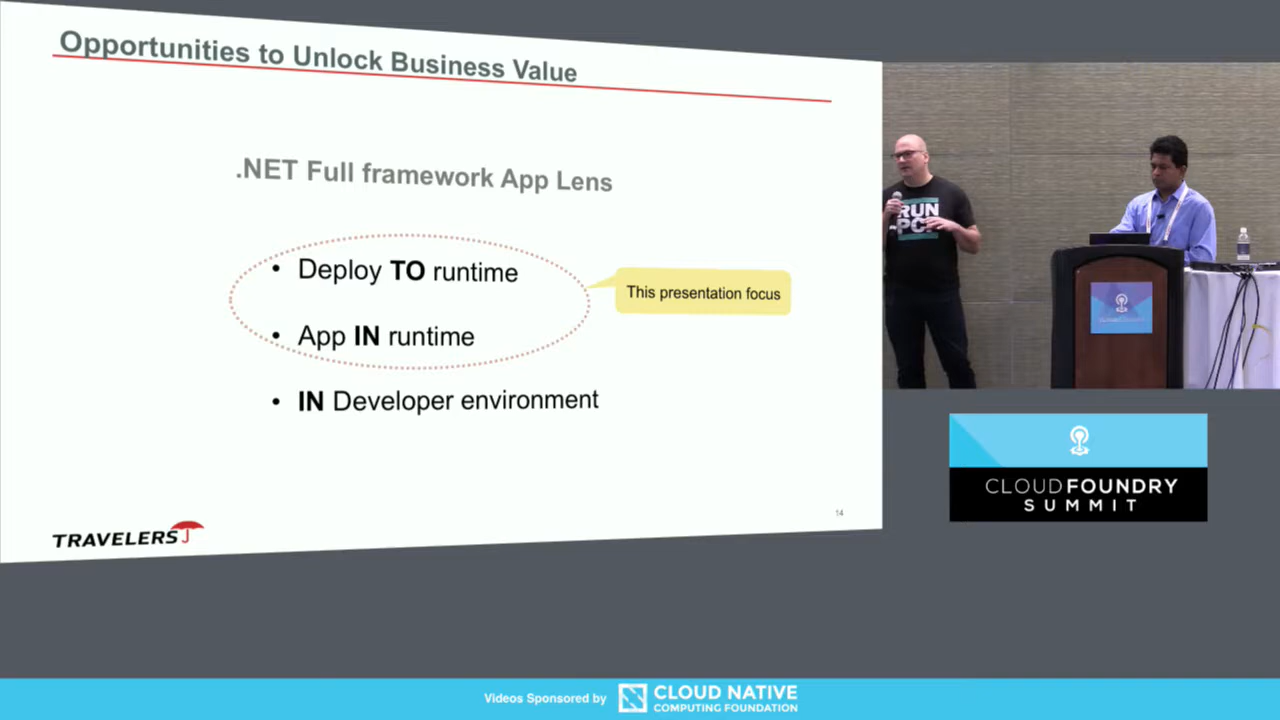 Opportunities to Unlock Business Value
.NET Full framework App Lens
• Deploy TO runtime
• App IN runtime
• IN Developer environment
This presentation focus
14
TRAVELERS
RUN
PCF
CLOUD FOUNDRY
SUMMIT
Videos Sponsored by
CLOUD NATIVE
COMPUTING FOUNDATION